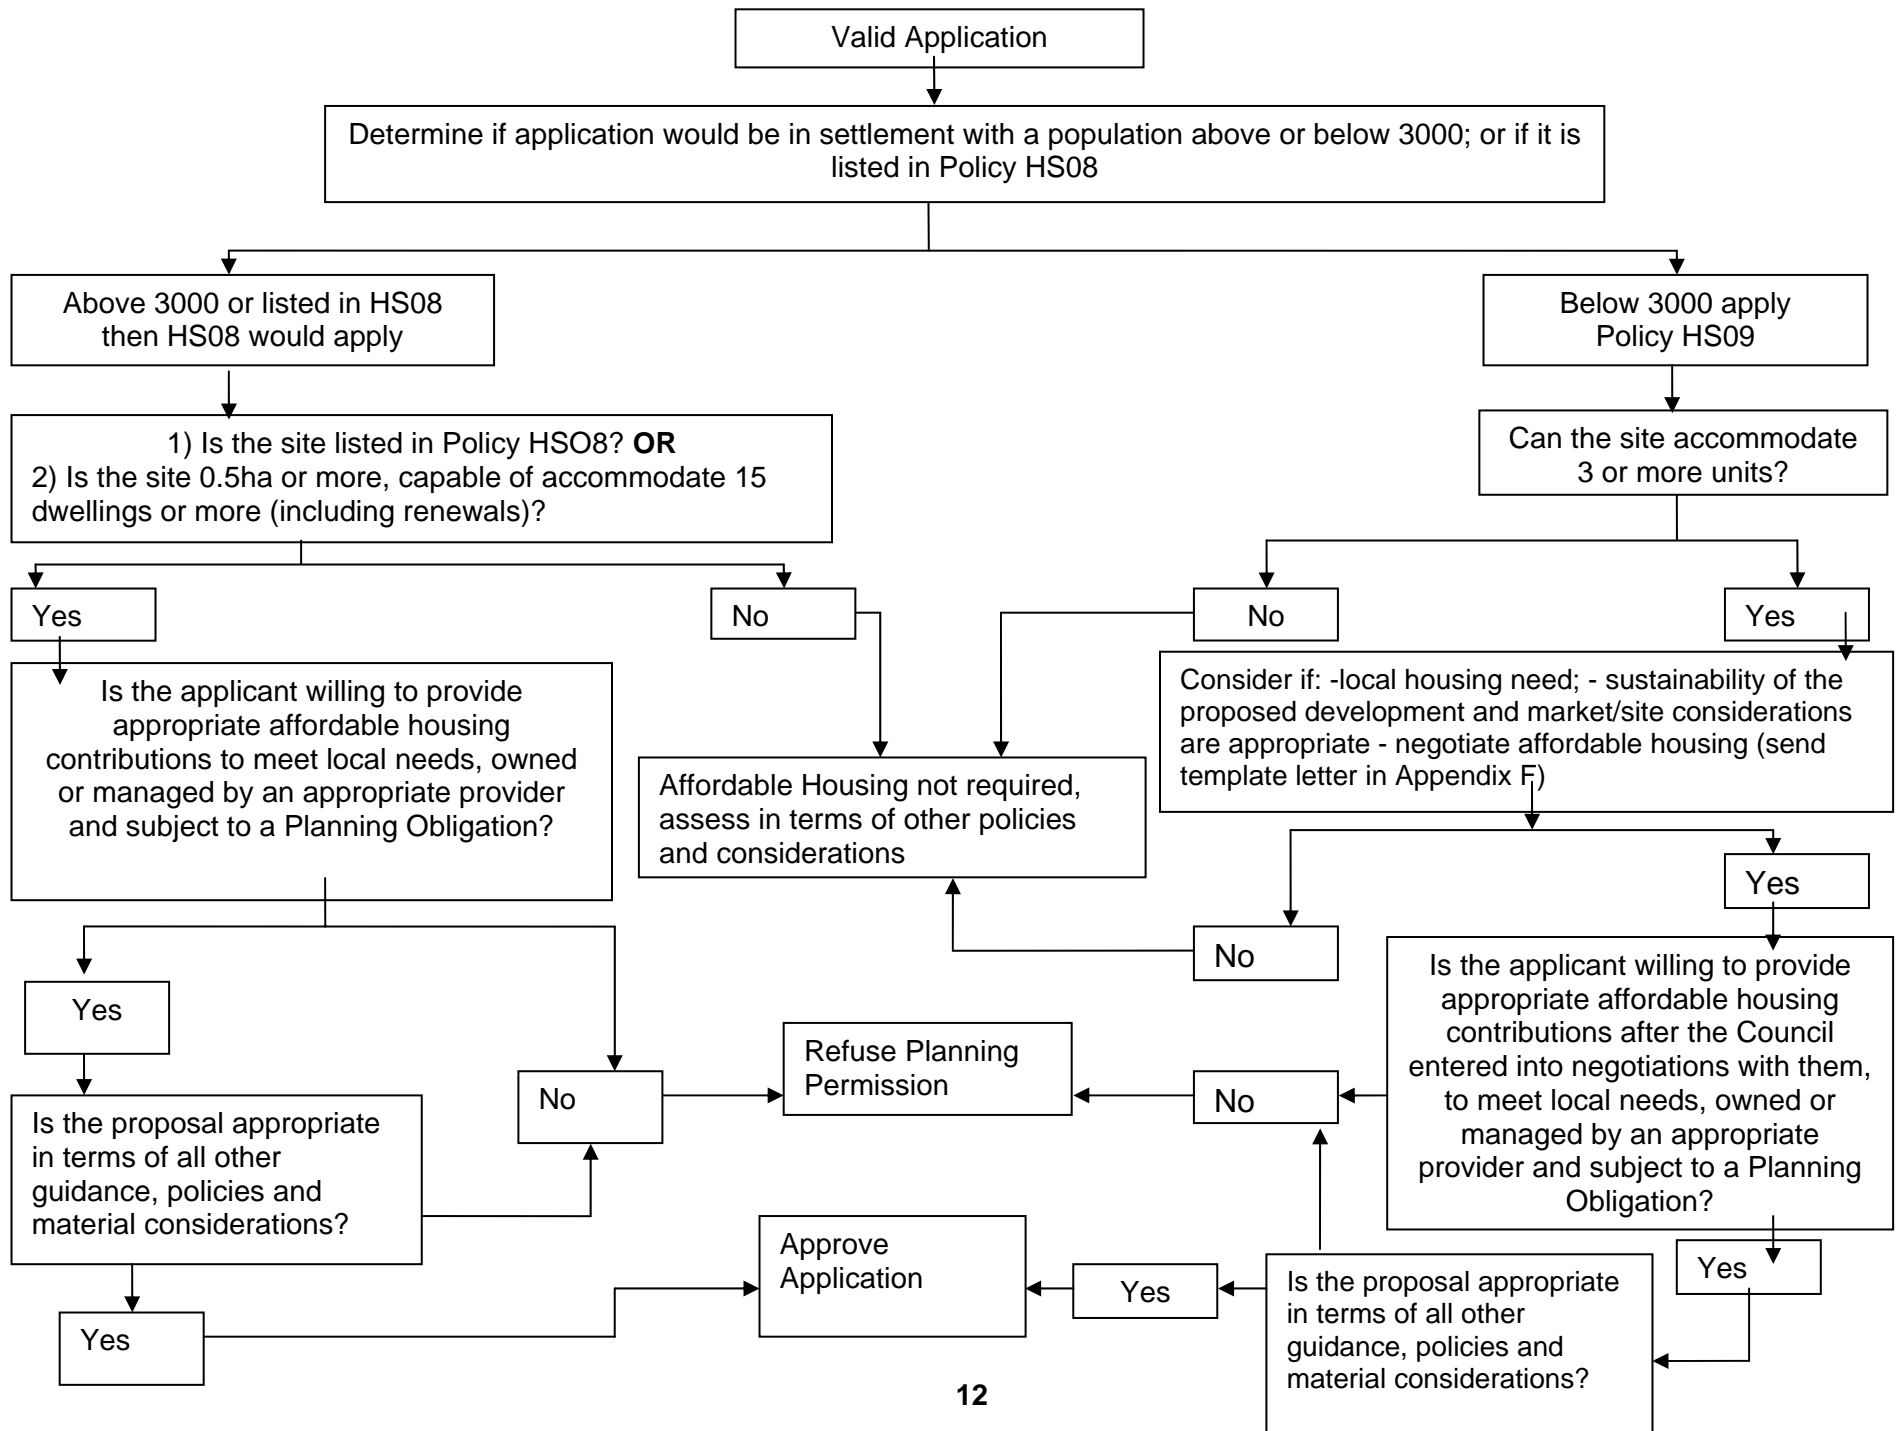 Valid Application
Determine if application would be in settlement with a population above or below 3000; or if it is
listed in Policy HS08
Above 3000 or listed in HS08
then HS08 would apply
Below 3000 apply
Policy HS09
1) Is the site listed in Policy HSO8? OR
2) Is the site 0.5ha or more, capable of accommodate 15
dwellings or more (including renewals)?
Can the site accommodate
3 or more units?
Yes
No
No
Yes
Is the applicant willing to provide
appropriate affordable housing
contributions to meet local needs, owned
or managed by an appropriate provider
and subject to a Planning Obligation?
Affordable Housing not required,
assess in terms of other policies
and considerations
Consider if: -local housing need; - sustainability of the
proposed development and market/site considerations
are appropriate - negotiate affordable housing (send
template letter in Appendix F)
Yes
No
Is the applicant willing to provide
appropriate affordable housing
contributions after the Council
entered into negotiations with them,
to meet local needs, owned or
managed by an appropriate
provider and subject to a Planning
Obligation?
Yes
No
Refuse Planning
Permission
No
Is the proposal appropriate
in terms of all other
guidance, policies and
material considerations?
Approve
Application
Yes
Is the proposal appropriate
in terms of all other
guidance, policies and
material considerations?
Yes
Yes
12